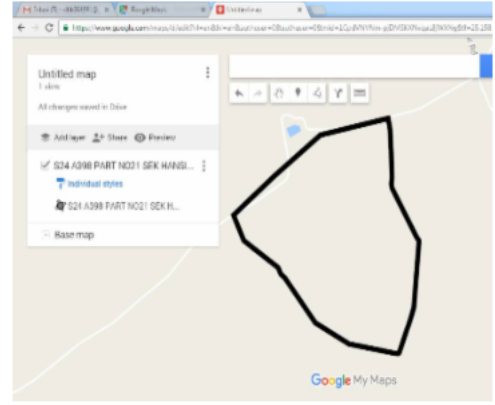 Untitled map
1 view
All changes saved in Drive
Add layer Share Preview
S24 A398 PART NO21 SEK HANSI...
Individual styles
S24 A398 PART NO21 SEK H...
Base map
Google My Maps